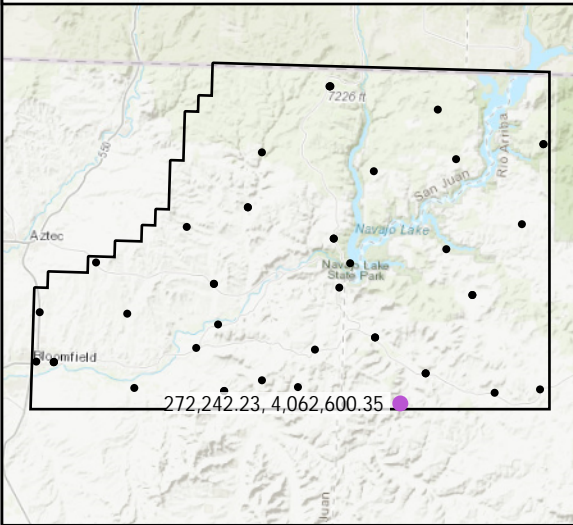 7226 ft
550
Rio Arriba
San Juan
Navajo Lake
Aztec
Navajo Lake
State Park
Bloomfield
272,242.23, 4,062,600.35